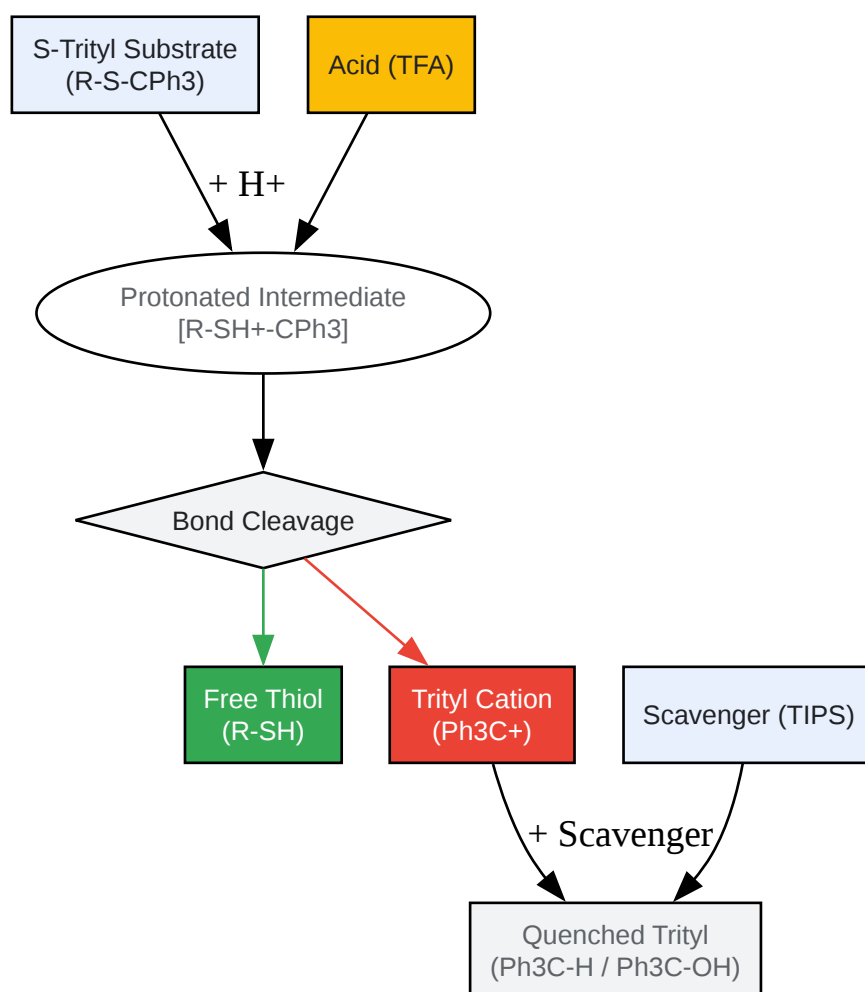 S-Trityl Substrate
(R-S-CPh3)
Acid (TFA)
+ H+
Protonated Intermediate
[R-SH+-CPh3]
Bond Cleavage
Free Thiol
(R-SH)
Trityl Cation
(Ph3C+)
Scavenger (TIPS)
+ Scavenger
Quenched Trityl
(Ph3C-H / Ph3C-OH)